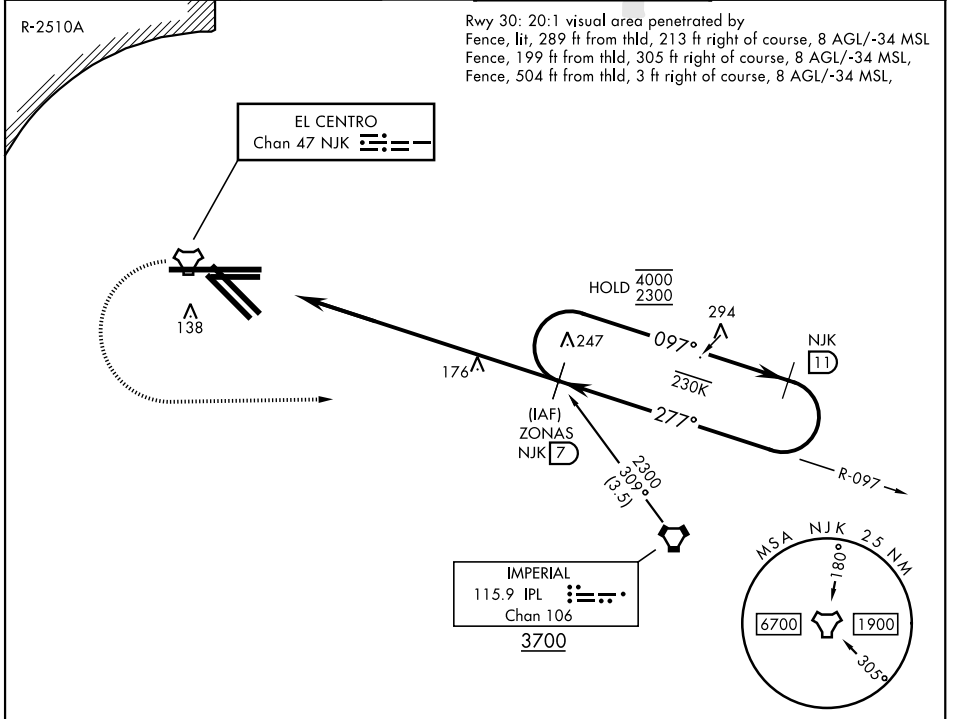 R-2510A
Rwy 30: 20:1 visual area penetrated by
Fence, lit, 289 ft from thld, 213 ft right of course, 8 AGL/-34 MSL
Fence, 199 ft from thld, 305 ft right of course, 8 AGL/-34 MSL,
Fence, 504 ft from thld, 3 ft right of course, 8 AGL/-34 MSL,
EL CENTRO
Chan 47 NJK
138
HOLD 4000
2300
294
097°
247
NJK
11
230K
176
277°
(IAF)
ZONAS
NJK 7
R-097
2300
309°
(3.5)
IMPERIAL
115.9 IPL
Chan 106
3700
MSA NJK 25 NM
180°
6700
1900
305°